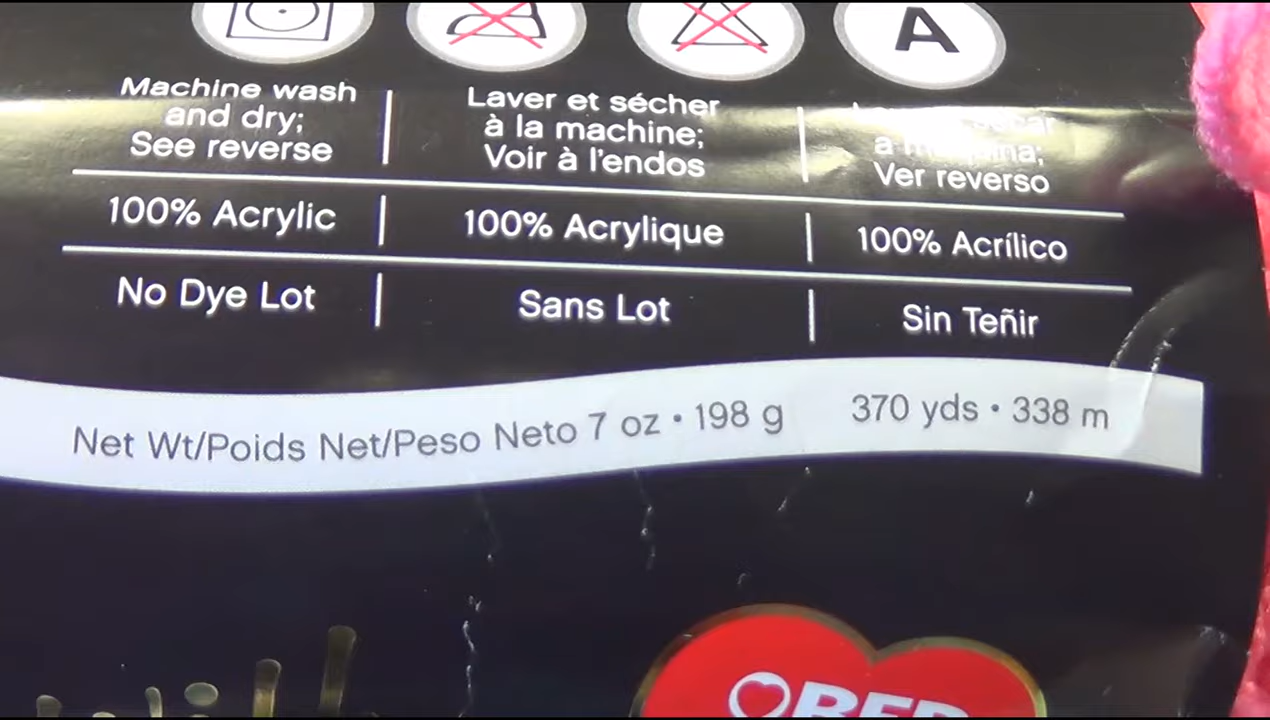 A
Machine wash
and dry;
See reverse
Laver et sécher
à la machine;
Voir à l'endos
Ver reverso
100% Acrylic
100% Acrylique
100% Acrílico
No Dye Lot
Sans Lot
Sin Teñir
Net Wt/Poids Net/Peso Neto 7 oz • 198 g
370 yds • 338 m
RED